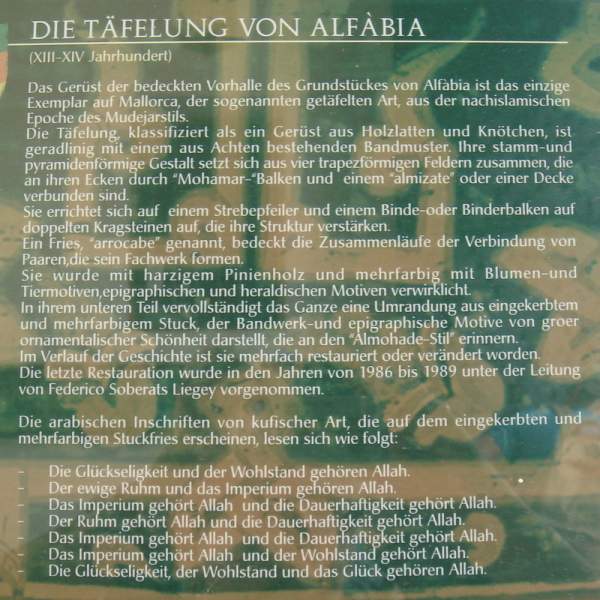 DIE TÄFELUNG VON ALFÀBIA
(XIII-XIV Jahrhundert)
Das Gerüst der bedeckten Vorhalle des Grundstückes von Alfàbia ist das einzige
Exemplar auf Mallorca, der sogenannten getäfelten Art, aus der nachislamischen
Epoche des Mudejarstils.
Die Täfelung, klassifiziert als ein Gerüst aus Holzlatten und Knötchen, ist
geradlinig mit einem aus Achten bestehenden Bandmuster. Ihre stamm-und
pyramidenförmige Gestalt setzt sich aus vier trapezförmigen Feldern zusammen, die
an ihren Ecken durch "Mohamar-"Balken und einem "almizate" oder einer Decke
verbunden sind.
Sie errichtet sich auf einem Strebepfeiler und einem Binde-oder Binderbalken auf
doppelten Kragsteinen auf, die ihre Struktur verstärken.
Ein Fries, "arrocabe" genannt, bedeckt die Zusammenläufe der Verbindung von
Paaren,die sein Fachwerk formen.
Sie wurde mit harzigem Pinienholz und mehrfarbig mit Blumen-und
Tiermotiven,epigraphischen und heraldischen Motiven verwirklicht.
In ihrem unteren Teil vervollständigt das Ganze eine Umrandung aus eingekerbtem
und mehrfarbigem Stuck, der Bandwerk-und epigraphische Motive von groer
ornamentalischer Schönheit darstellt, die an den "Almohade-Stil" erinnern.
Im Verlauf der Geschichte ist sie mehrfach restauriert oder verändert worden.
Die letzte Restauration wurde in den Jahren von 1986 bis 1989 unter der Leitung
von Federico Soberats Liegey vorgenommen.
Die arabischen Inschriften von kufischer Art, die auf dem eingekerbten und
mehrfarbigen Stuckfries erscheinen, lesen sich wie folgt:
- Die Glückseligkeit und der Wohlstand gehören Allah.
- Der ewige Ruhm und das Imperium gehören Allah.
- Das Imperium gehört Allah und die Dauerhaftigkeit gehört Allah.
- Der Ruhm gehört Allah und die Dauerhaftigkeit gehört Allah.
- Das Imperium gehört Allah und die Dauerhaftigkeit gehört Allah.
- Das Imperium gehört Allah und der Wohlstand gehört Allah.
- Die Glückseligkeit, der Wohlstand und das Glück gehören Allah.